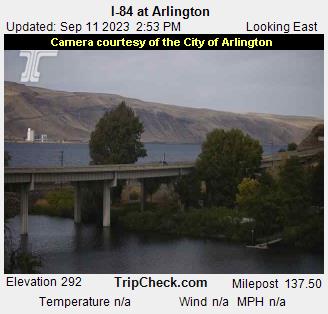 I-84 at Arlington
Updated: Sep 11 2023 2:53 PM Looking East
Camera courtesy of the City of Arlington
Elevation 292 TripCheck.com Milepost 137.50
Temperature n/a Wind n/a MPH n/a